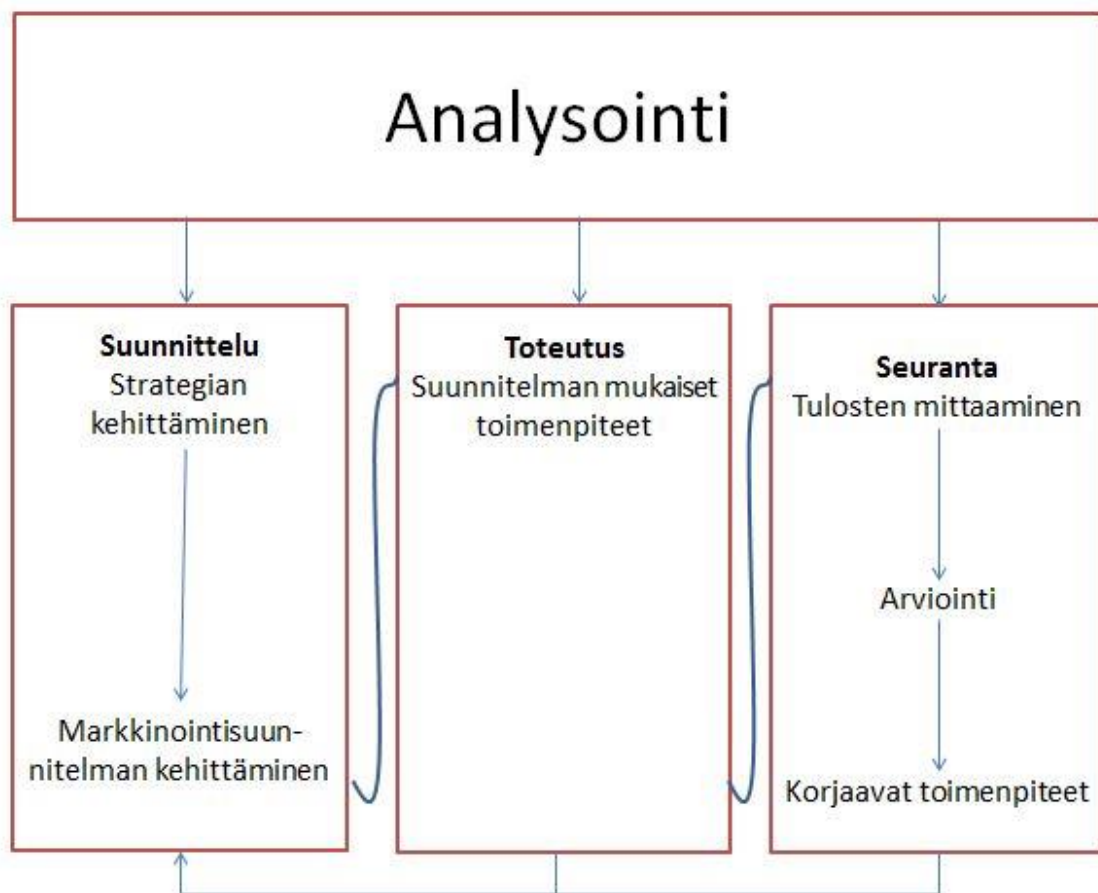 Analysointi
Suunnittelu
Strategian
kehittäminen
Markkinointisuun-
nitelman kehittäminen
Toteutus
Suunnitelman mukaiset
toimenpiteet
Seuranta
Tulosten mittaaminen
Arviointi
Korjaavat toimenpiteet